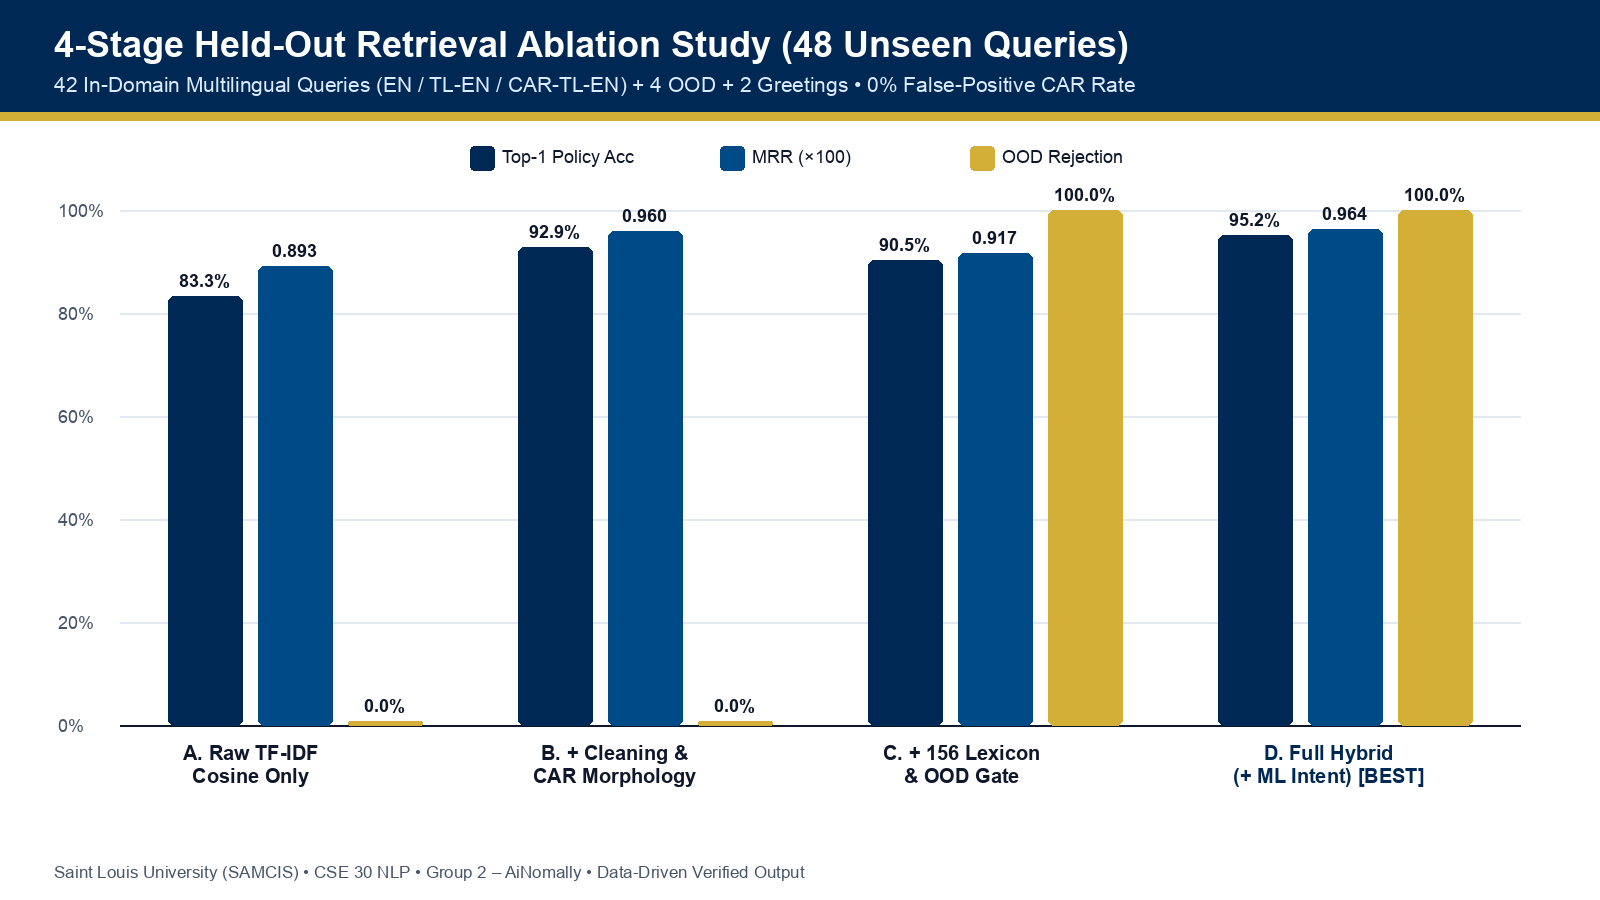 4-Stage Held-Out Retrieval Ablation Study (48 Unseen Queries)
42 In-Domain Multilingual Queries (EN / TL-EN / CAR-TL-EN) + 4 OOD + 2 Greetings • 0% False-Positive CAR Rate
Top-1 Policy Acc
MRR (×100)
OOD Rejection
100%
80%
60%
40%
20%
0%
83.3%
0.893
0.0%
92.9%
0.960
0.0%
90.5%
0.917
100.0%
95.2%
0.964
100.0%
A. Raw TF-IDF
Cosine Only
B. + Cleaning &
CAR Morphology
C. + 156 Lexicon
& OOD Gate
D. Full Hybrid
(+ ML Intent) [BEST]
Saint Louis University (SAMCIS) • CSE 30 NLP • Group 2 – AiNomally • Data-Driven Verified Output